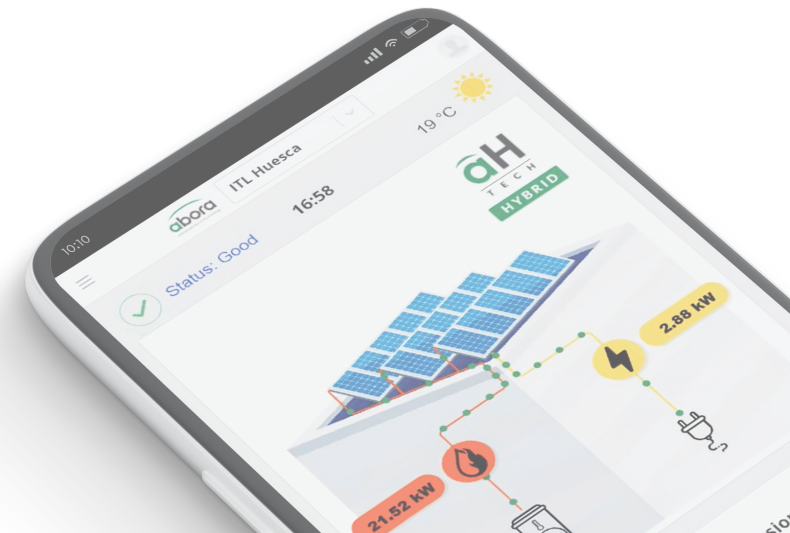 10:10
abora
ITL Huesca
19 °C
Status: Good
16:58
aH
TECH
HYBRID
2.88 kW
21.52 kW